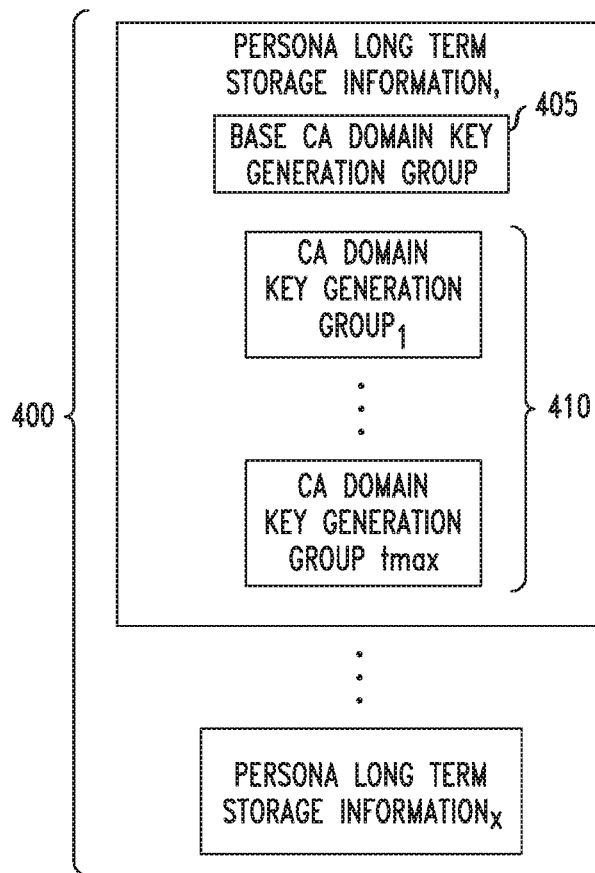 PERSONA LONG TERM
STORAGE INFORMATION,
405
BASE CA DOMAIN KEY
GENERATION GROUP
CA DOMAIN
KEY GENERATION
GROUP1
400
410
CA DOMAIN
KEY GENERATION
GROUP tmax
PERSONA LONG TERM
STORAGE INFORMATIONx